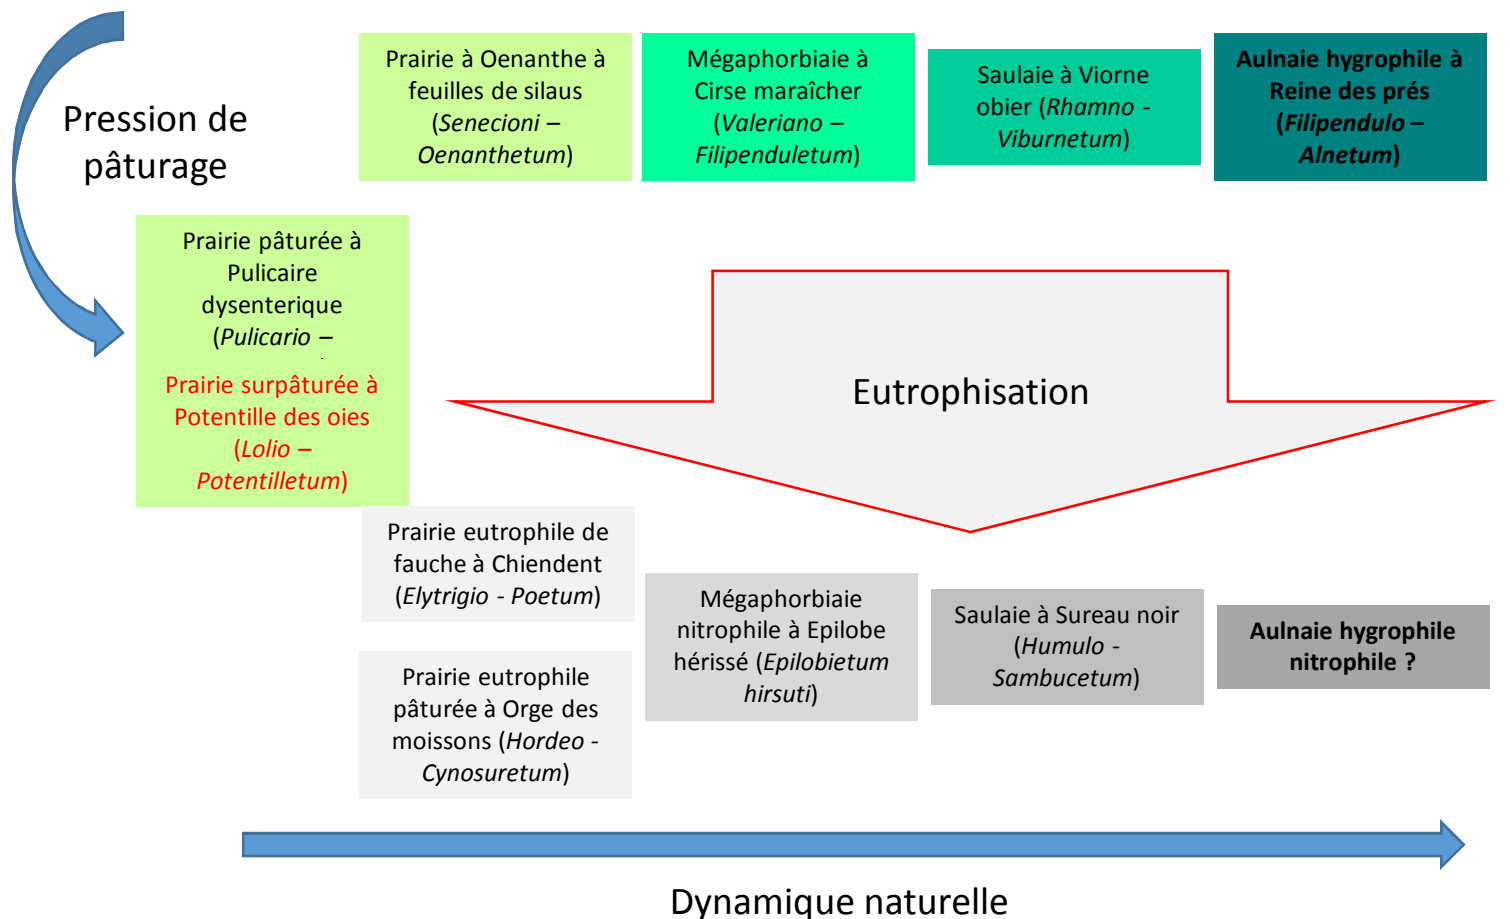 Pression de
pâturage
Prairie à Oenanthe à
feuilles de silaus
(Senecioni –
Oenanthetum)
Mégaphorbiaie à
Cirse maraîcher
(Valeriano –
Filipenduletum)
Saulaie à Viorne
obier (Rhamno -
Viburnetum)
Aulnaie hygrophile à
Reine des prés
(Filipendulo –
Alnetum)
Prairie pâturée à
Pulicaire
dysenterique
(Pulicario –
Prairie surpâturée à
Potentille des oies
(Lolio –
Potentilletum)
Eutrophisation
Prairie eutrophile de
fauche à Chiendent
(Elytrigio - Poetum)
Mégaphorbiaie
nitrophile à Epilobe
hérissé (Epilobietum
hirsuti)
Saulaie à Sureau noir
(Humulo -
Sambucetum)
Aulnaie hygrophile
nitrophile ?
Prairie eutrophile
pâturée à Orge des
moissons (Hordeo -
Cynosuretum)
Dynamique naturelle